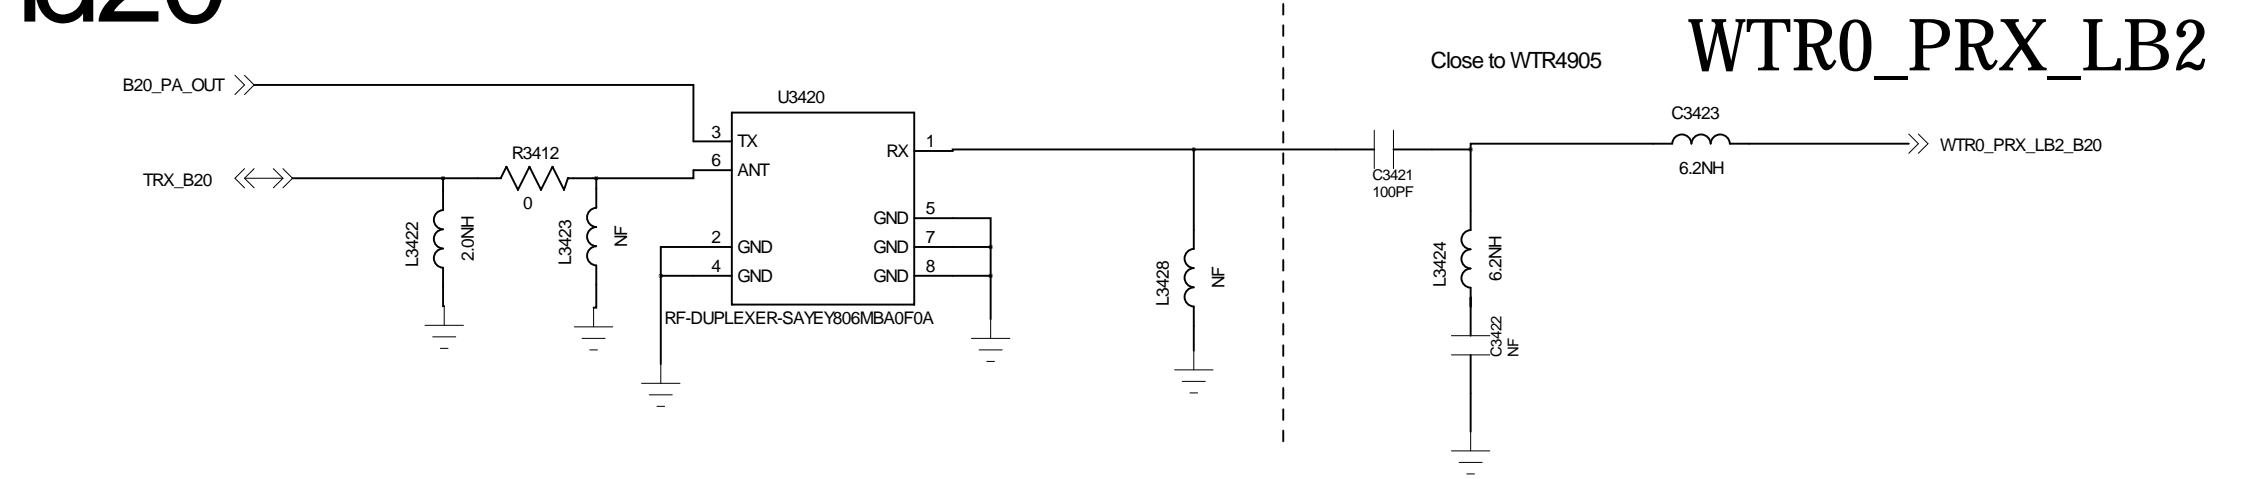 WTR0_PRX_LB2
Close to WTR4905
B20_PA_OUT
U3420
C3423
3
TX
1
RX
6
ANT
R3412
0
TRX_B20
C3421
100PF
6.2NH
WTR0_PRX_LB2_B20
L3422
2.0NH
L3423
NF
2
GND
4
GND
5
GND
7
GND
8
GND
RF-DUPLEXER-SAYEY806MBA0F0A
L3428
NF
L3424
6.2NH
C3422
NF